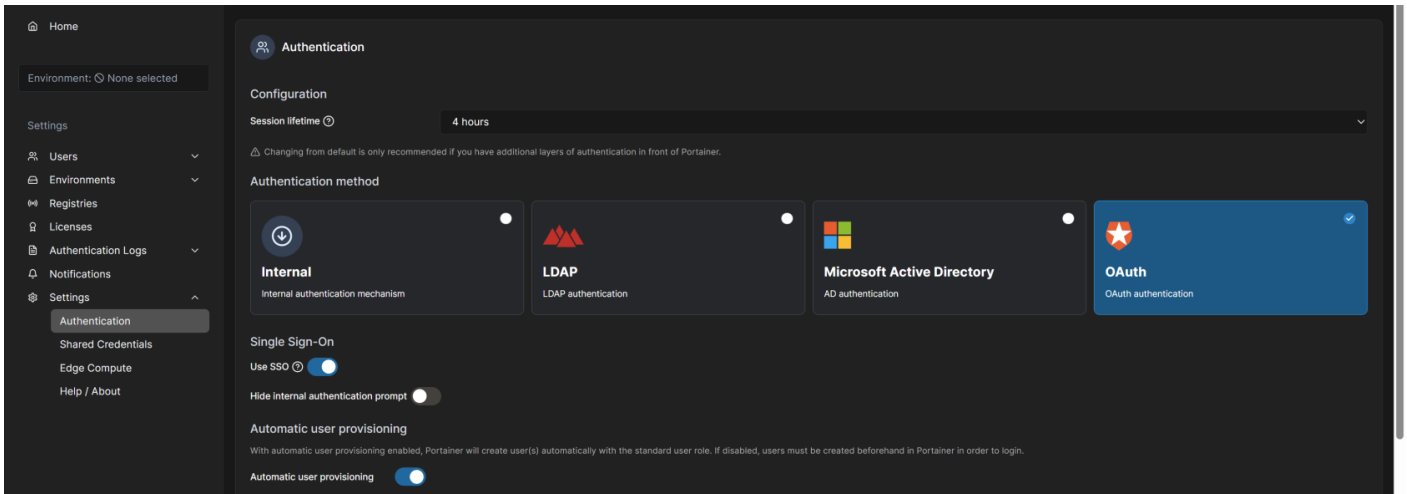 Home
Environment: None selected
Settings
Users
Environments
Registries
Licenses
Authentication Logs
Notifications
Settings
Authentication
Shared Credentials
Edge Compute
Help / About
Authentication
Configuration
Session lifetime
4 hours
Changing from default is only recommended if you have additional layers of authentication in front of Portainer.
Authentication method
Internal
Internal authentication mechanism
LDAP
LDAP authentication
Microsoft Active Directory
AD authentication
OAuth
OAuth authentication
Single Sign-On
Use SSO
Hide internal authentication prompt
Automatic user provisioning
With automatic user provisioning enabled, Portainer will create user(s) automatically with the standard user role. If disabled, users must be created beforehand in Portainer in order to login.
Automatic user provisioning